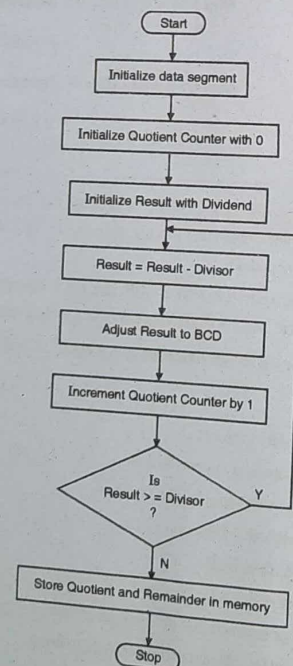 Start
Initialize data segment
Initialize Quotient Counter with 0
Initialize Result with Dividend
Result = Result - Divisor
Adjust Result to BCD
Increment Quotient Counter by 1
Is
Result > = Divisor
?
Y
N
Store Quotient and Remainder in memory
Stop